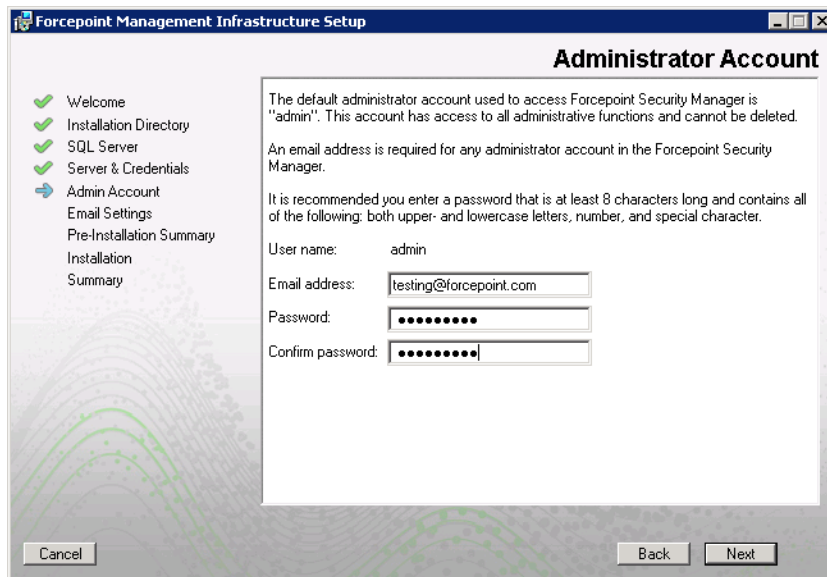 Forcepoint Management Infrastructure Setup
Administrator Account
Welcome
Installation Directory
SQL Server
Server & Credentials
Admin Account
Email Settings
Pre-Installation Summary
Installation
Summary
The default administrator account used to access Forcepoint Security Manager is
"admin". This account has access to all administrative functions and cannot be deleted.
An email address is required for any administrator account in the Forcepoint Security
Manager.
It is recommended you enter a password that is at least 8 characters long and contains all
of the following: both upper- and lowercase letters, number, and special character.
User name: admin
Email address: testing@forcepoint.com
Password: ●●●●●●●●●
Confirm password: ●●●●●●●●●
Cancel Back Next